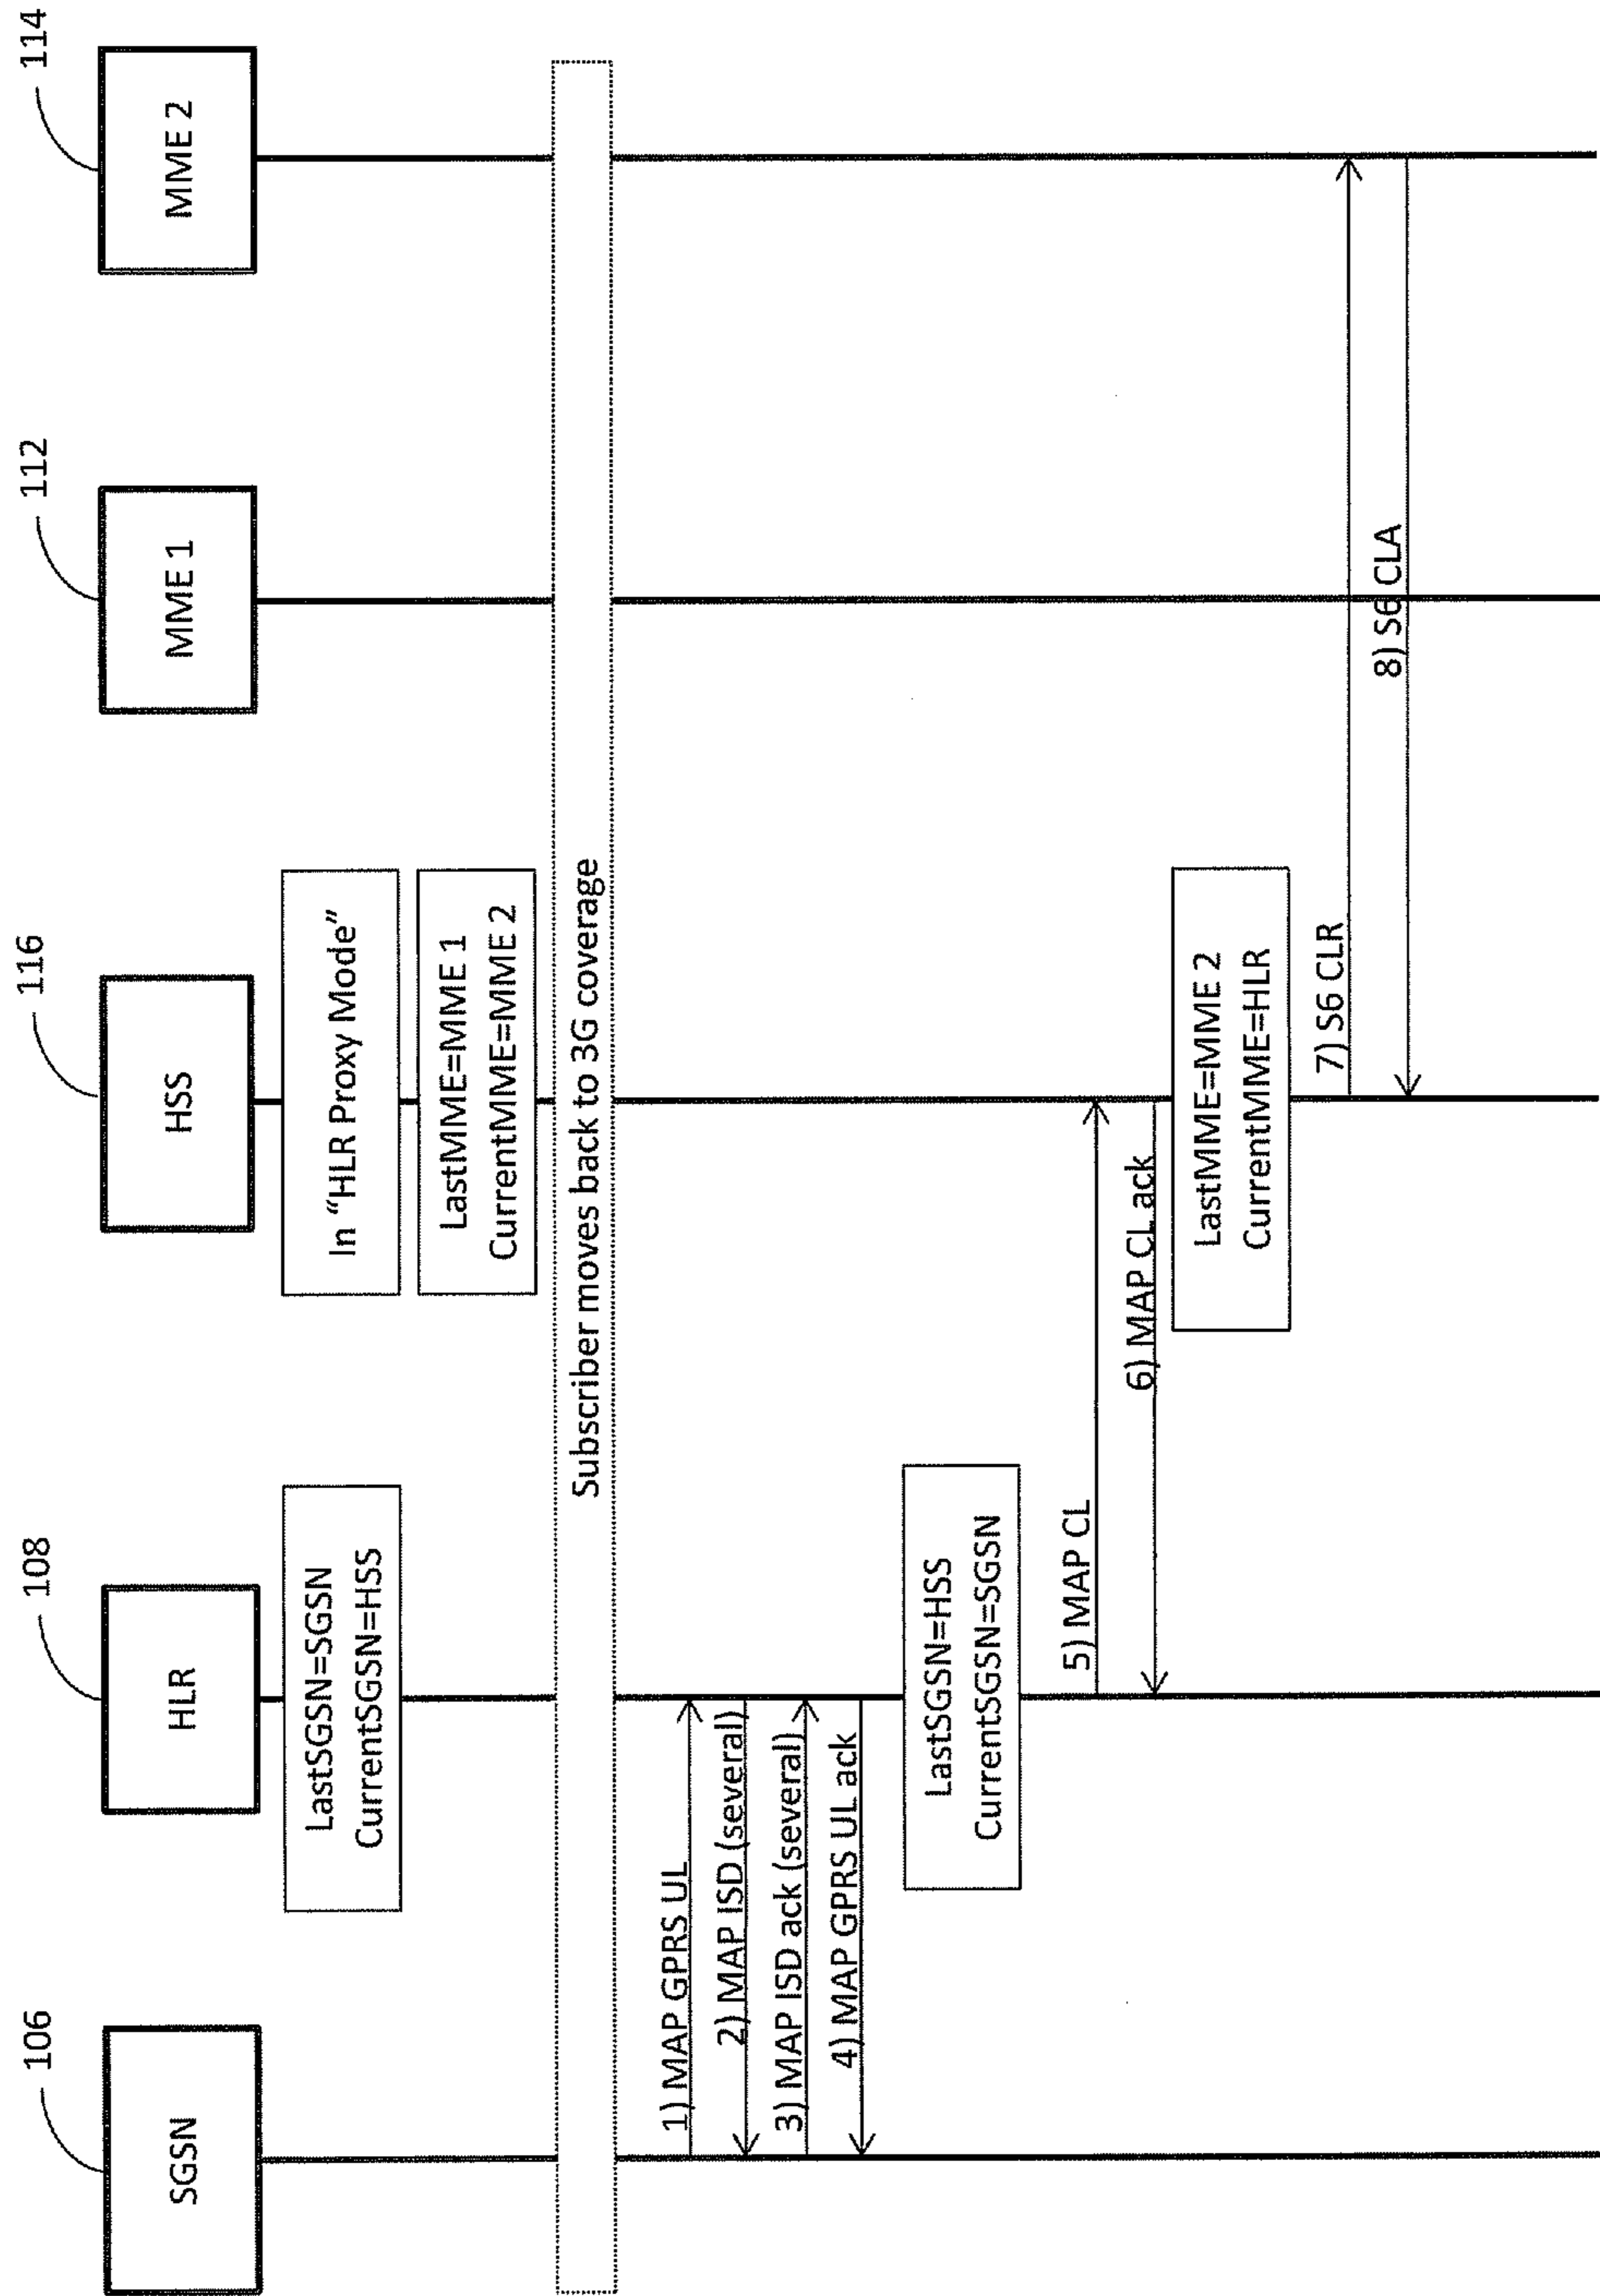 106
108
116
112
114
SGSN
HLR
HSS
MME 1
MME 2
LastSGSN=SGSN
CurrentSGSN=HSS
In “HLR Proxy Mode”
LastMME=MME 1
CurrentMME=MME 2
Subscriber moves back to 3G coverage
1) MAP GPRS UL
2) MAP ISD (several)
3) MAP ISD ack (several)
4) MAP GPRS UL ack
LastSGSN=HSS
CurrentSGSN=SGSN
5) MAP CL
6) MAP CL ack
LastMME=MME 2
CurrentMME=HLR
7) S6 CLR
8) S6 CLA